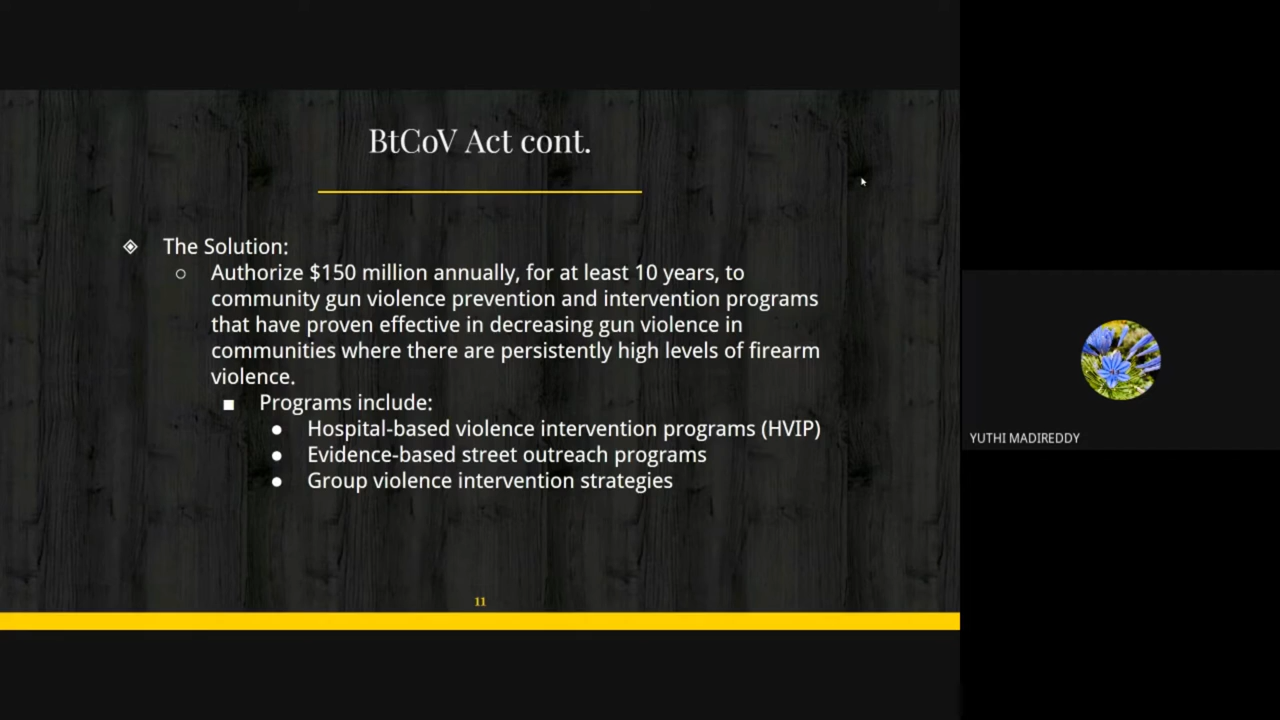 BtCoV Act cont.
The Solution:
Authorize $150 million annually, for at least 10 years, to
community gun violence prevention and intervention programs
that have proven effective in decreasing gun violence in
communities where there are persistently high levels of firearm
violence.
Programs include:
Hospital-based violence intervention programs (HVIP)
Evidence-based street outreach programs
Group violence intervention strategies
11
YUTHI MADIREDDY